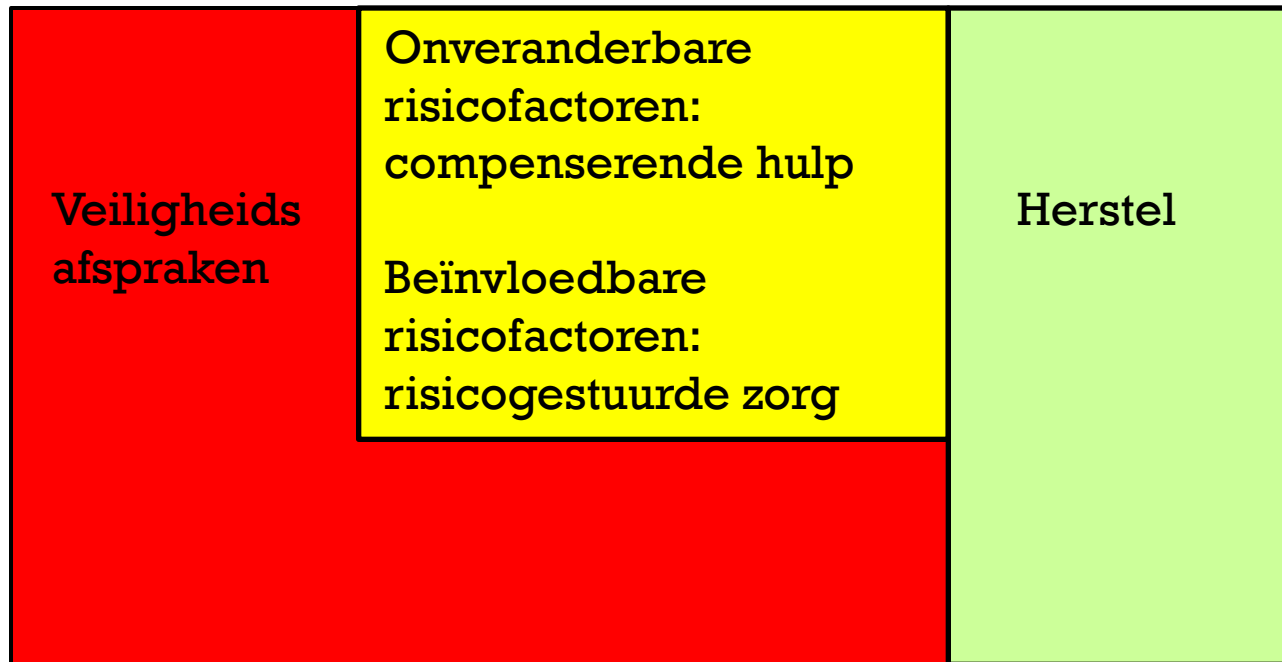 Veiligheids
afspraken
Onveranderbare
risicofactoren:
compenserende hulp
Beïnvloedbare
risicofactoren:
risicogestuurde zorg
Herstel